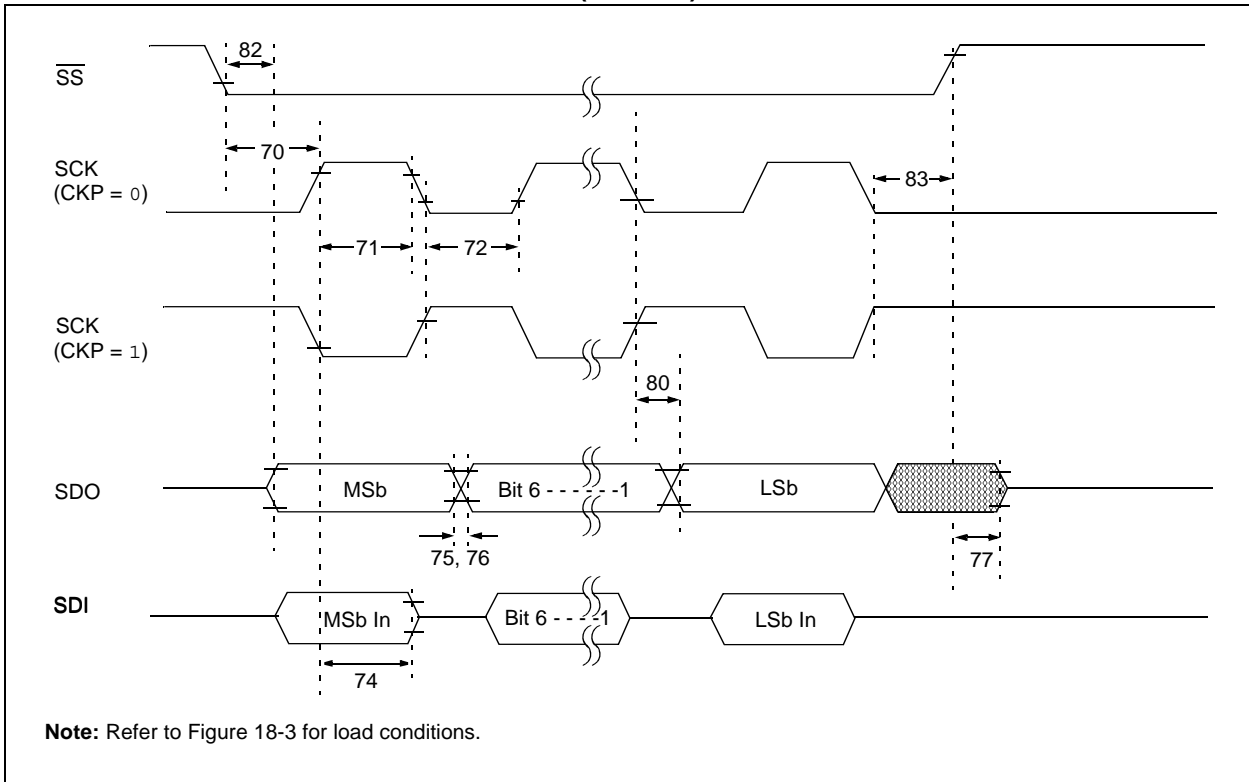 82
SS
70
SCK
(CKP = 0)
83
71
72
SCK
(CKP = 1)
80
SDO
MSb
Bit 6 - - - - - -1
LSb
75, 76
77
SDI
MSb In
Bit 6 - - - -1
LSb In
74
Note: Refer to Figure 18-3 for load conditions.